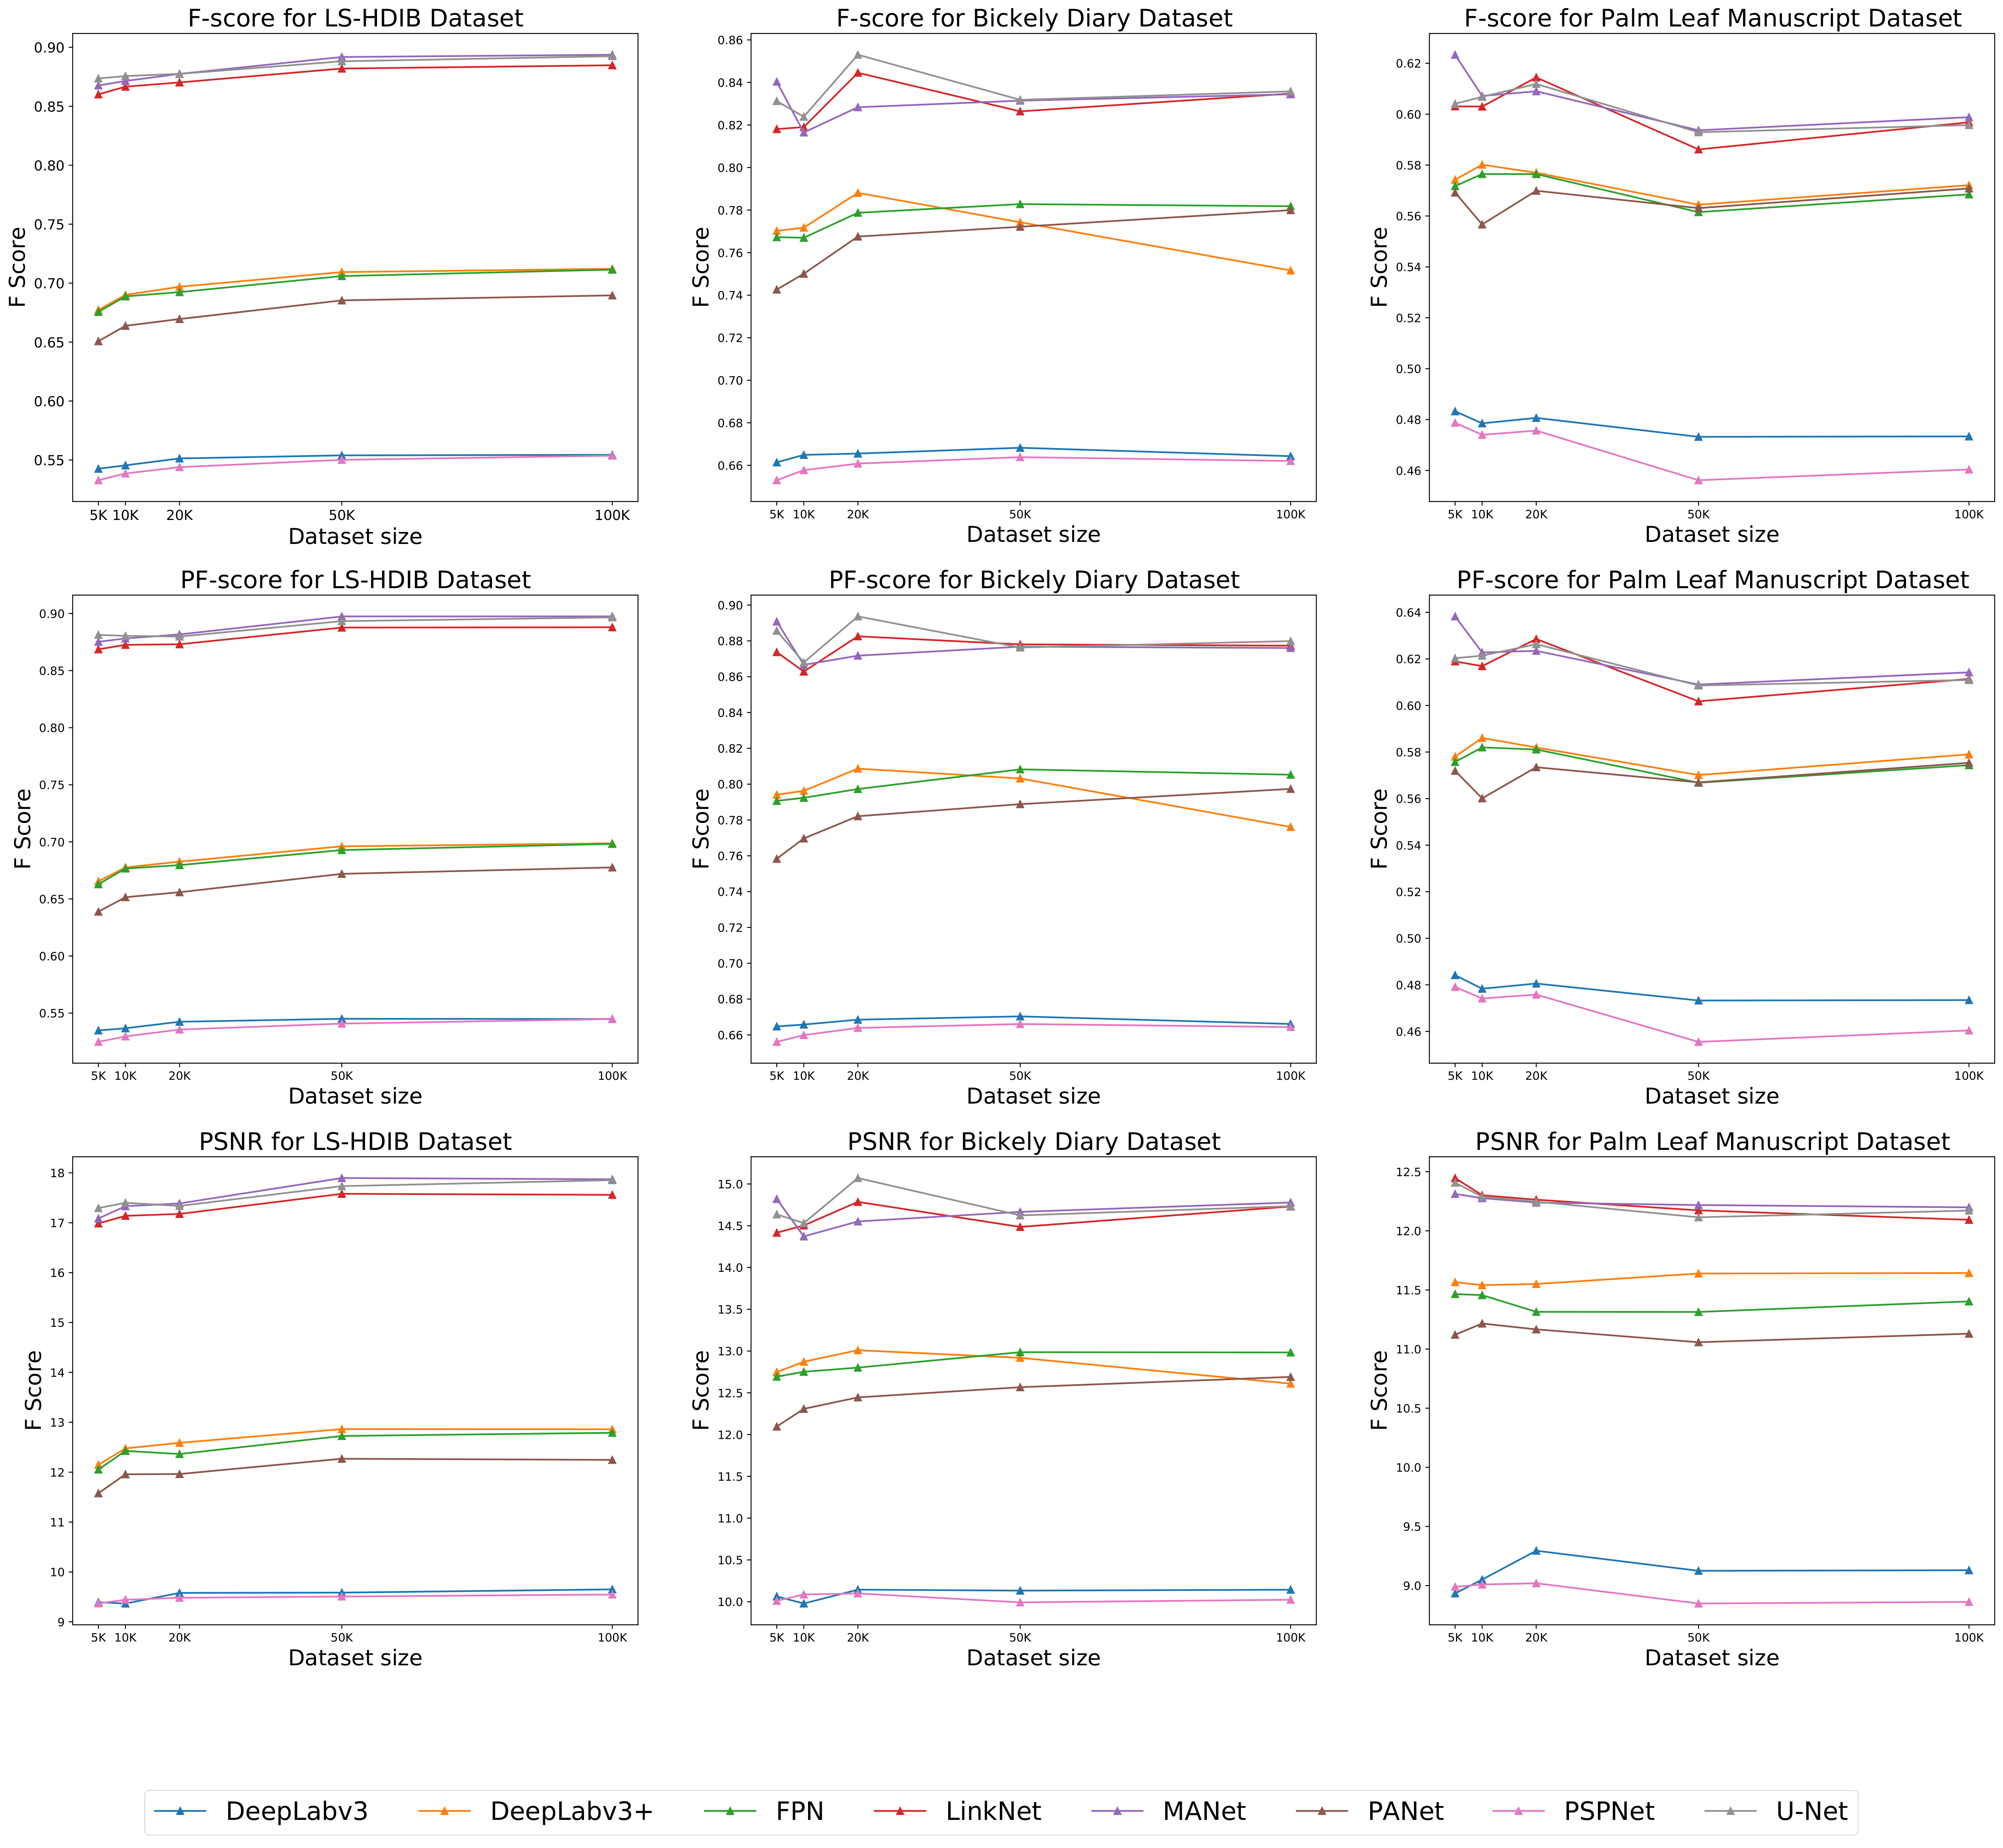 F-score for LS-HDIB Dataset
F Score
0.90
0.85
0.80
0.75
0.70
0.65
0.60
0.55
5K 10K 20K 50K 100K
Dataset size
F-score for Bickely Diary Dataset
F Score
0.86
0.84
0.82
0.80
0.78
0.76
0.74
0.72
0.70
0.68
0.66
5K 10K 20K 50K 100K
Dataset size
F-score for Palm Leaf Manuscript Dataset
F Score
0.62
0.60
0.58
0.56
0.54
0.52
0.50
0.48
0.46
5K 10K 20K 50K 100K
Dataset size
PF-score for LS-HDIB Dataset
F Score
0.90
0.85
0.80
0.75
0.70
0.65
0.60
0.55
5K 10K 20K 50K 100K
Dataset size
PF-score for Bickely Diary Dataset
F Score
0.90
0.88
0.86
0.84
0.82
0.80
0.78
0.76
0.74
0.72
0.70
0.68
0.66
5K 10K 20K 50K 100K
Dataset size
PF-score for Palm Leaf Manuscript Dataset
F Score
0.64
0.62
0.60
0.58
0.56
0.54
0.52
0.50
0.48
0.46
5K 10K 20K 50K 100K
Dataset size
PSNR for LS-HDIB Dataset
F Score
18
17
16
15
14
13
12
11
10
9
5K 10K 20K 50K 100K
Dataset size
PSNR for Bickely Diary Dataset
F Score
15.0
14.5
14.0
13.5
13.0
12.5
12.0
11.5
11.0
10.5
10.0
5K 10K 20K 50K 100K
Dataset size
PSNR for Palm Leaf Manuscript Dataset
F Score
12.5
12.0
11.5
11.0
10.5
10.0
9.5
9.0
5K 10K 20K 50K 100K
Dataset size
DeepLabv3 DeepLabv3+ FPN LinkNet MANet PANet PSPNet U-Net